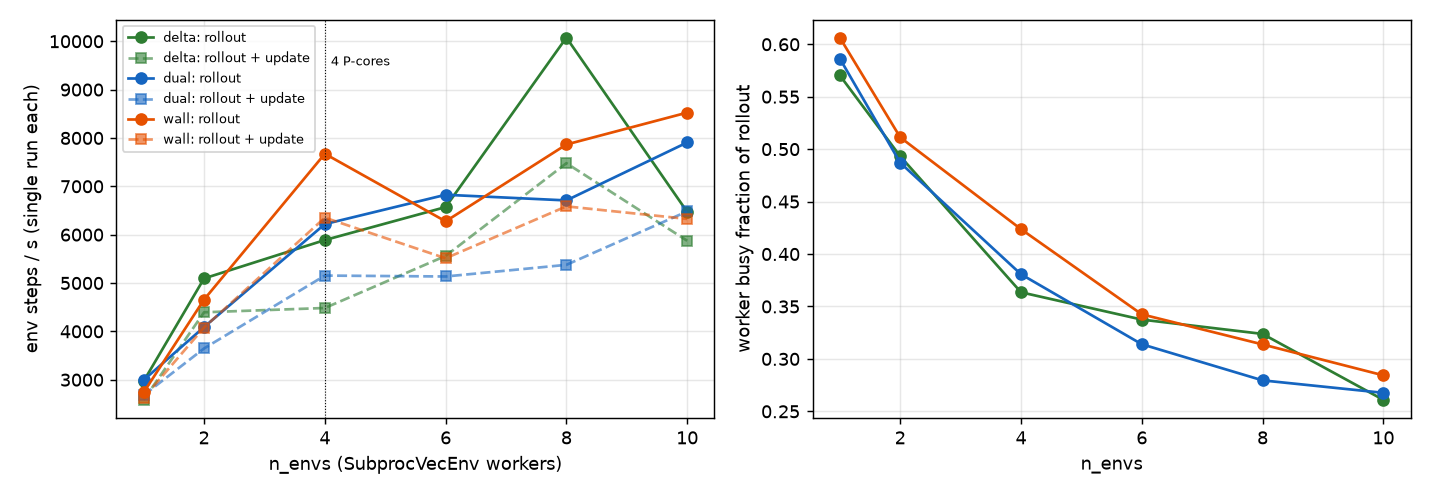 env steps / s (single run each)
10000
9000
8000
7000
6000
5000
4000
3000
delta: rollout
delta: rollout + update
dual: rollout
dual: rollout + update
wall: rollout
wall: rollout + update
4 P-cores
2
4
6
8
10
n_envs (SubprocVecEnv workers)
worker busy fraction of rollout
0.60
0.55
0.50
0.45
0.40
0.35
0.30
0.25
2
4
6
8
10
n_envs